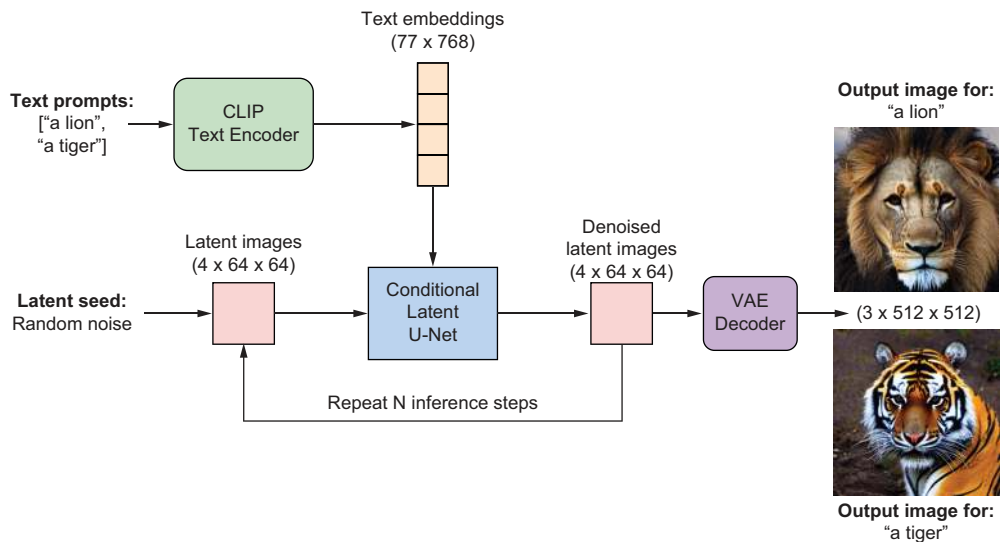 Text embeddings
(77 x 768)
Text prompts:
[“a lion”,
“a tiger”]
CLIP
Text Encoder
Output image for:
“a lion”
Latent images
(4 x 64 x 64)
Denoised
latent images
(4 x 64 x 64)
Latent seed:
Random noise
Conditional
Latent
U-Net
VAE
Decoder
(3 x 512 x 512)
Repeat N inference steps
Output image for:
“a tiger”